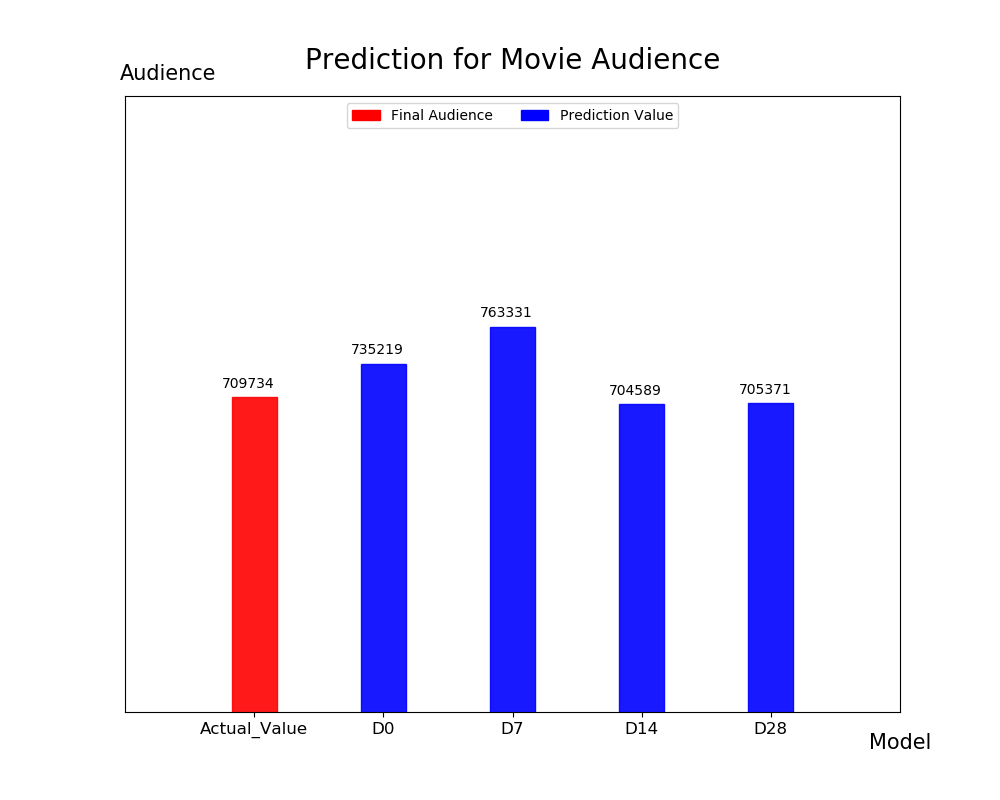 Prediction for Movie Audience
Audience
Final Audience Prediction Value
763331
735219
709734
704589 705371
Actual_Value D0 D7 D14 D28
Model